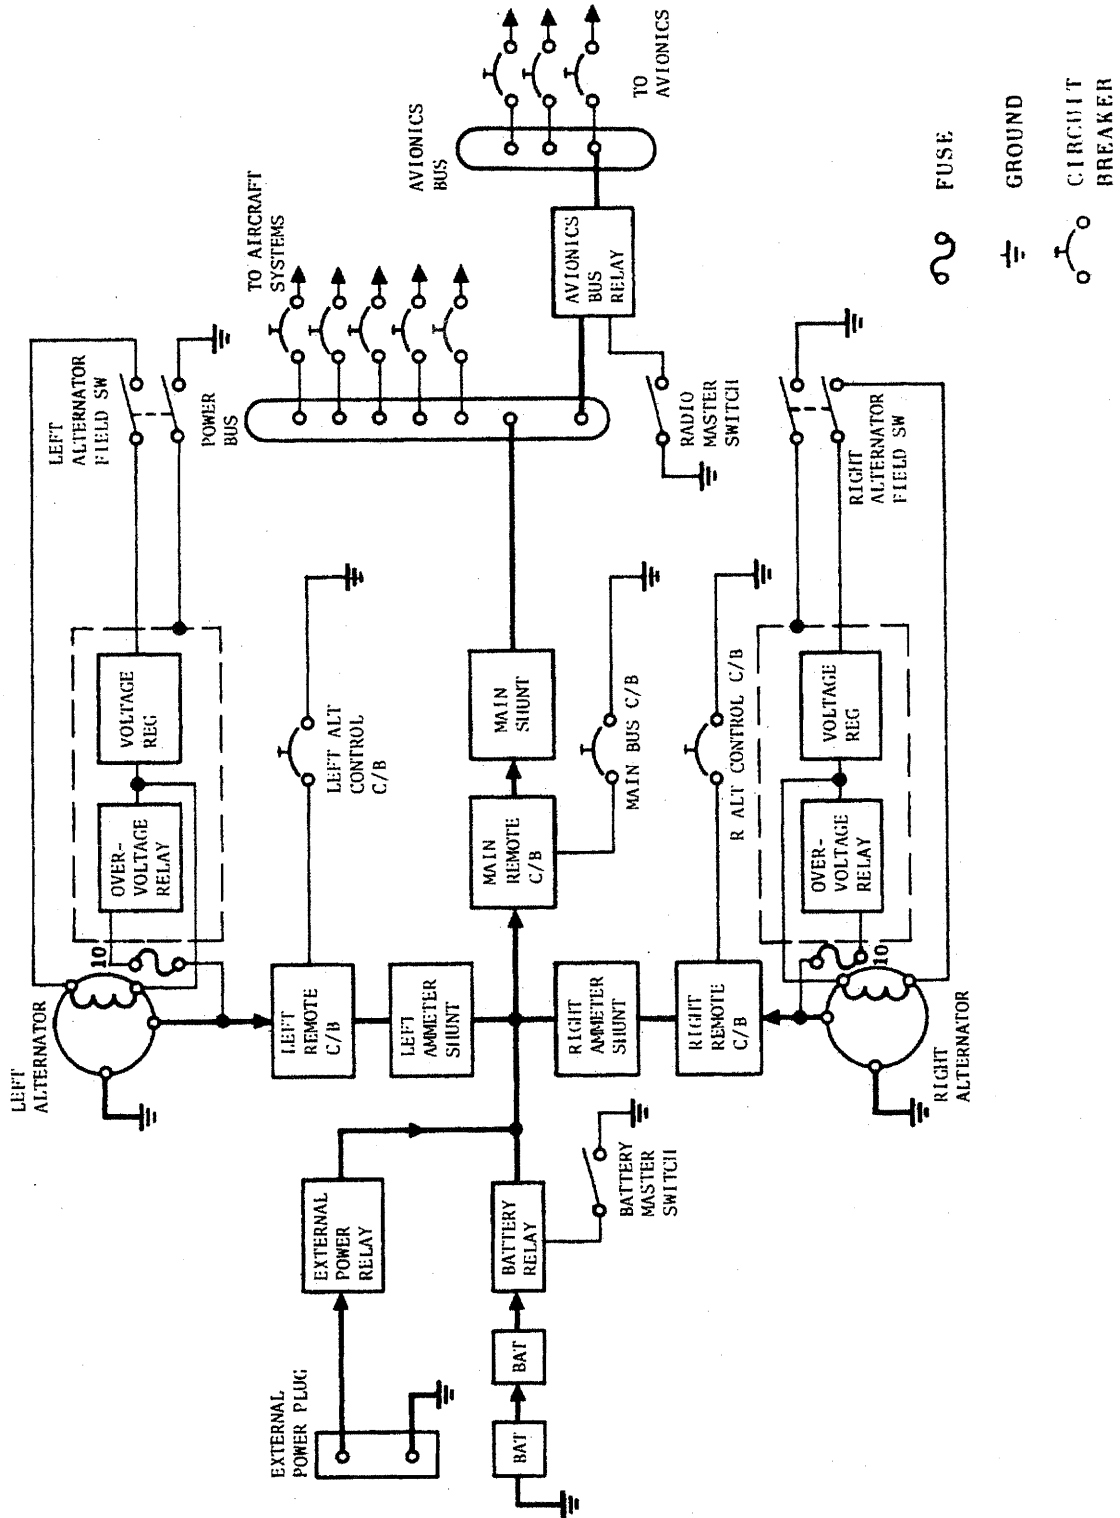 LEFT
ALTERNATOR
10
OVER-
VOLTAGE
RELAY
VOLTAGE
REG
LEFT
ALTERNATOR
FIELD SW
POWER
BUS
TO AIRCRAFT
SYSTEMS
AVIONICS
BUS
TO
AVIONICS
EXTERNAL
POWER PLUG
EXTERNAL
POWER
RELAY
LEFT
REMOTE
C/B
LEFT
AMMETER
SHUNT
LEFT ALT
CONTROL
C/B
BAT
BAT
BATTERY
RELAY
BATTERY
MASTER
SWITCH
MAIN
REMOTE
C/B
MAIN
SHUNT
MAIN BUS C/B
AVIONICS
BUS
RELAY
RADIO
MASTER
SWITCH
RIGHT
AMMETER
SHUNT
RIGHT
REMOTE
C/B
R ALT CONTROL C/B
OVER-
VOLTAGE
RELAY
VOLTAGE
REG
10
RIGHT
ALTERNATOR
RIGHT
ALTERNATOR
FIELD SW
FUSE
GROUND
CIRCUIT
BREAKER